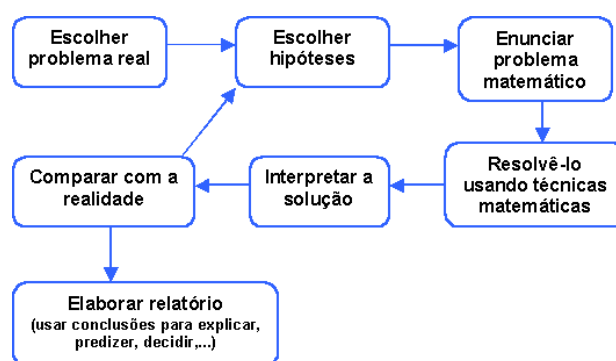 Escolher
problema real
Escolher
hipóteses
Enunciar
problema
matemático
Resolvê-lo
usando técnicas
matemáticas
Interpretar a
solução
Comparar com a
realidade
Elaborar relatório
(usar conclusões para explicar,
predizer, decidir,...)